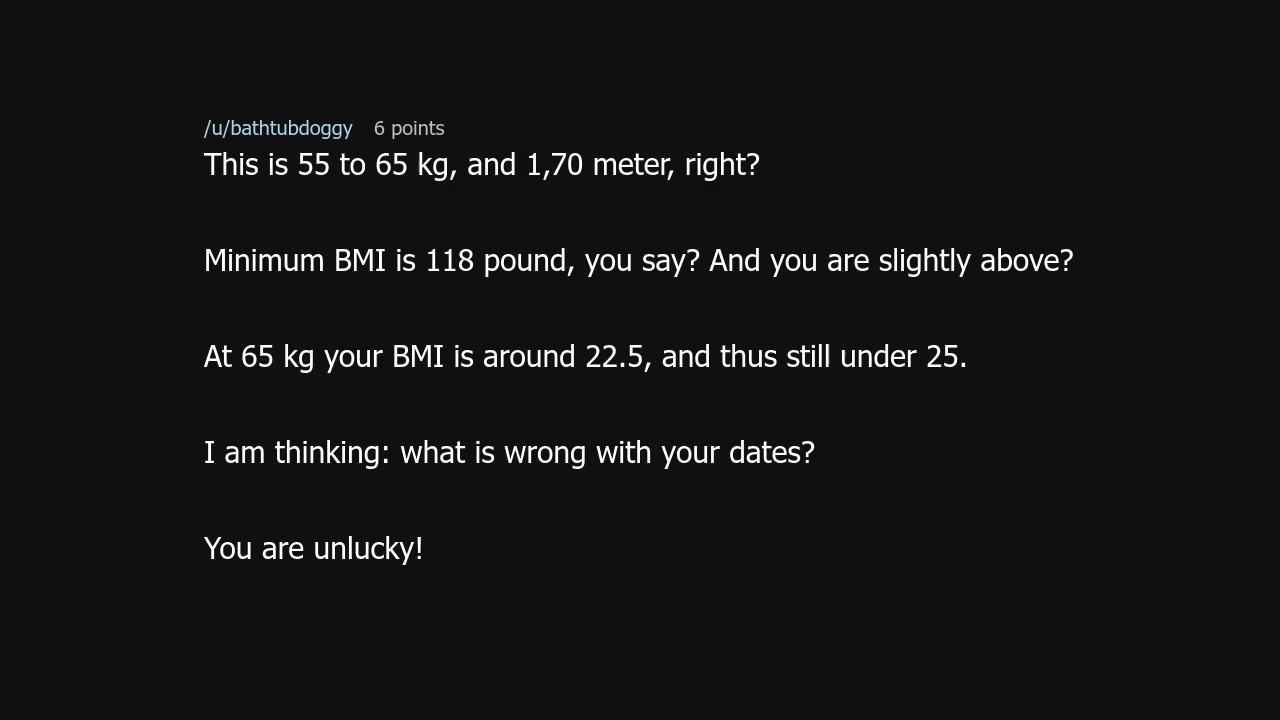 /u/bathtubdoggy 6 points
This is 55 to 65 kg, and 1,70 meter, right?
Minimum BMI is 118 pound, you say? And you are slightly above?
At 65 kg your BMI is around 22.5, and thus still under 25.
I am thinking: what is wrong with your dates?
You are unlucky!